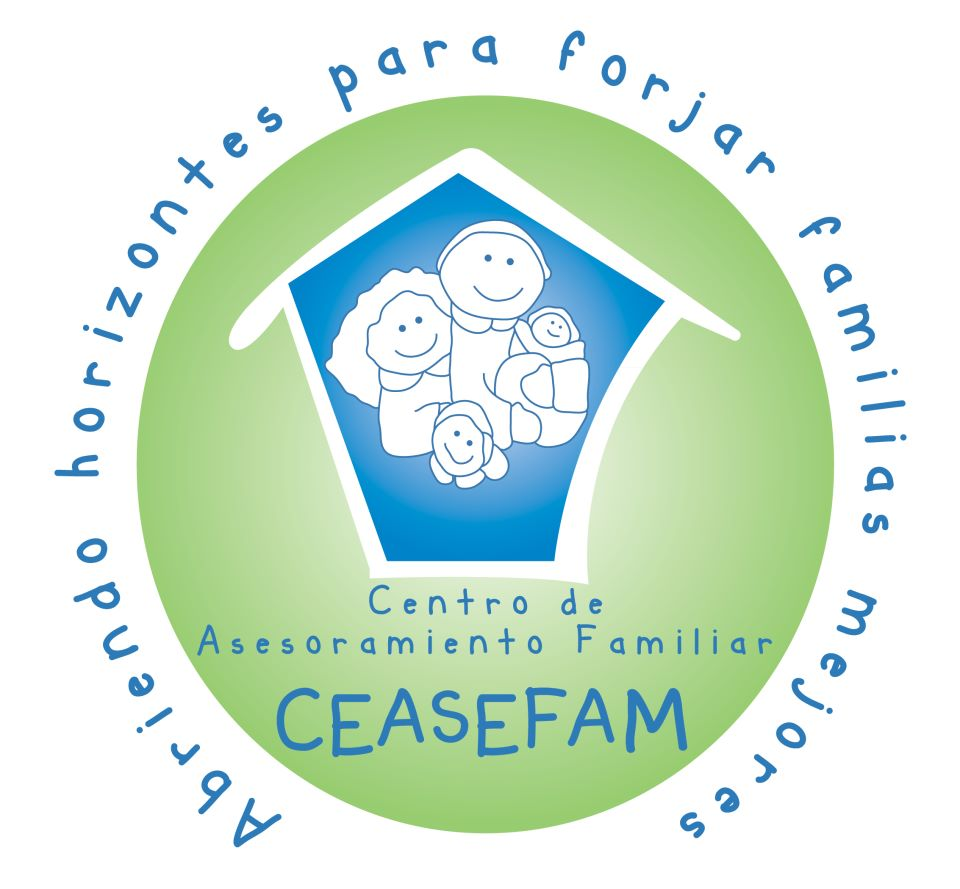 Abriendo horizontes para forjar familias mejores
Centro de
Asesoramiento Familiar
CEASEFAM